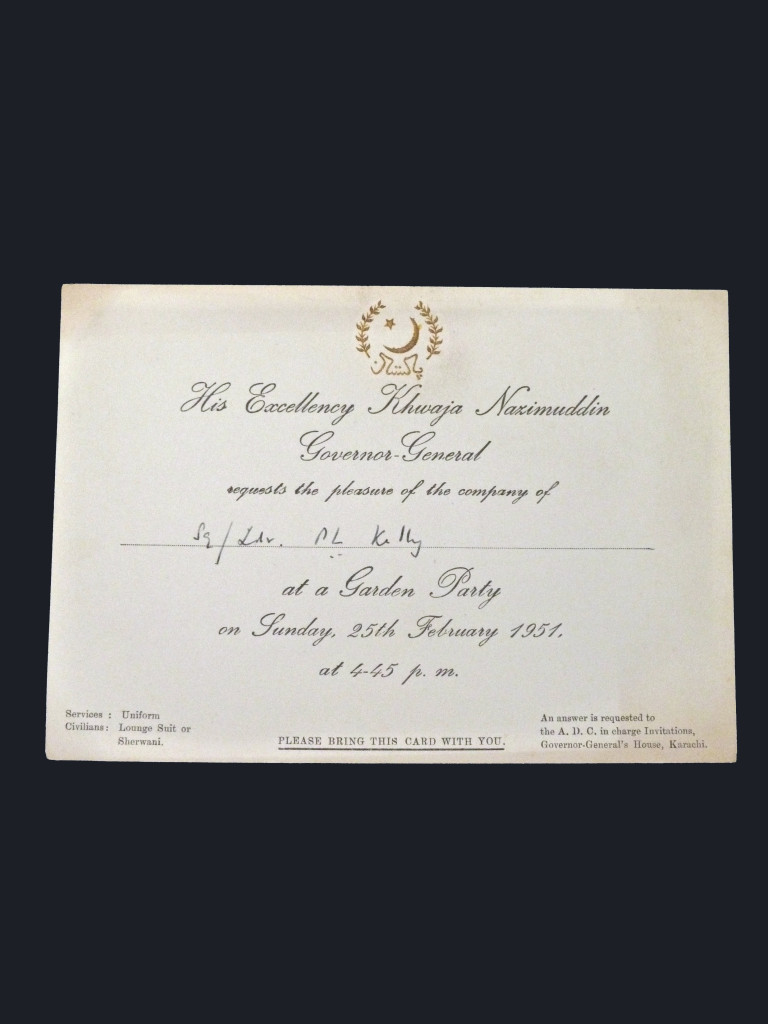 پاکستان
His Excellency Khwaja Nazimuddin
Governor-General
requests the pleasure of the company of
Sq/Ldr. PL Kelly
at a Garden Party
on Sunday, 25th February 1951,
at 4-45 p. m.
Services : Uniform
Civilians : Lounge Suit or
Sherwani.
PLEASE BRING THIS CARD WITH YOU.
An answer is requested to
the A. D. C. in charge Invitations,
Governor-General's House, Karachi.